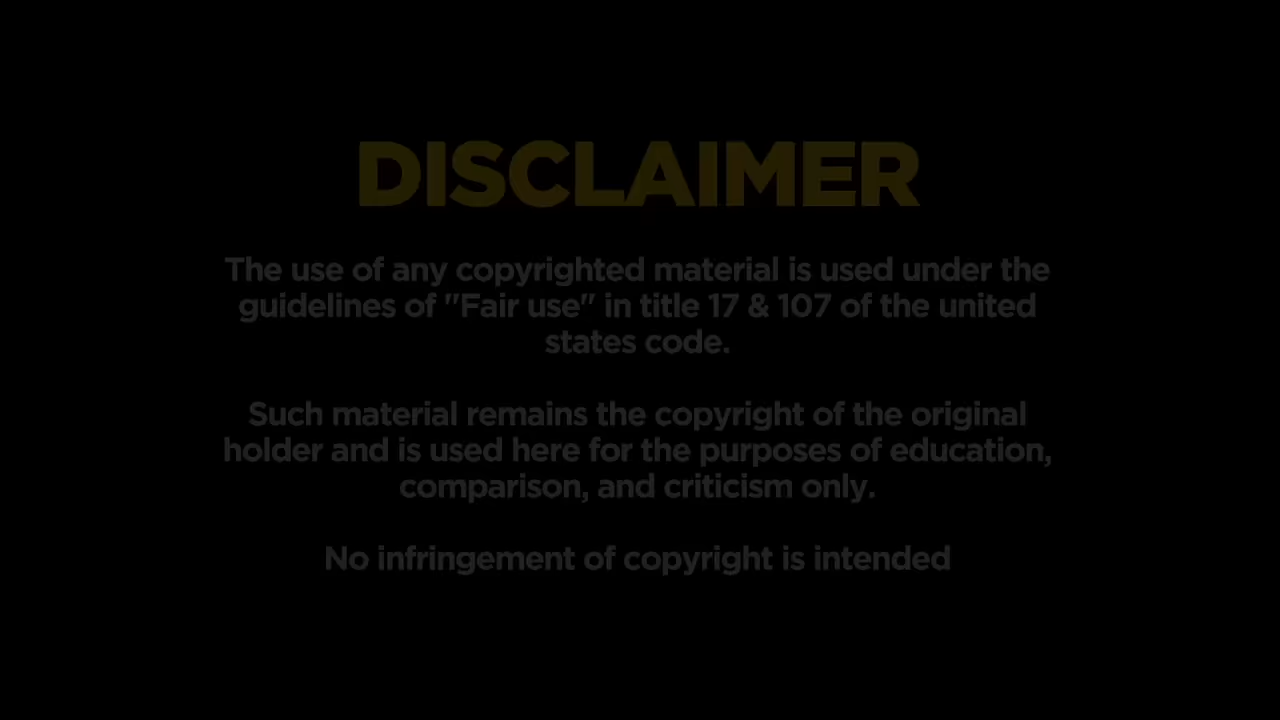 DISCLAIMER
The use of any copyrighted material is used under the
guidelines of "Fair use" in title 17 & 107 of the united
states code.
Such material remains the copyright of the original
holder and is used here for the purposes of education,
comparison, and criticism only.
No infringement of copyright is intended